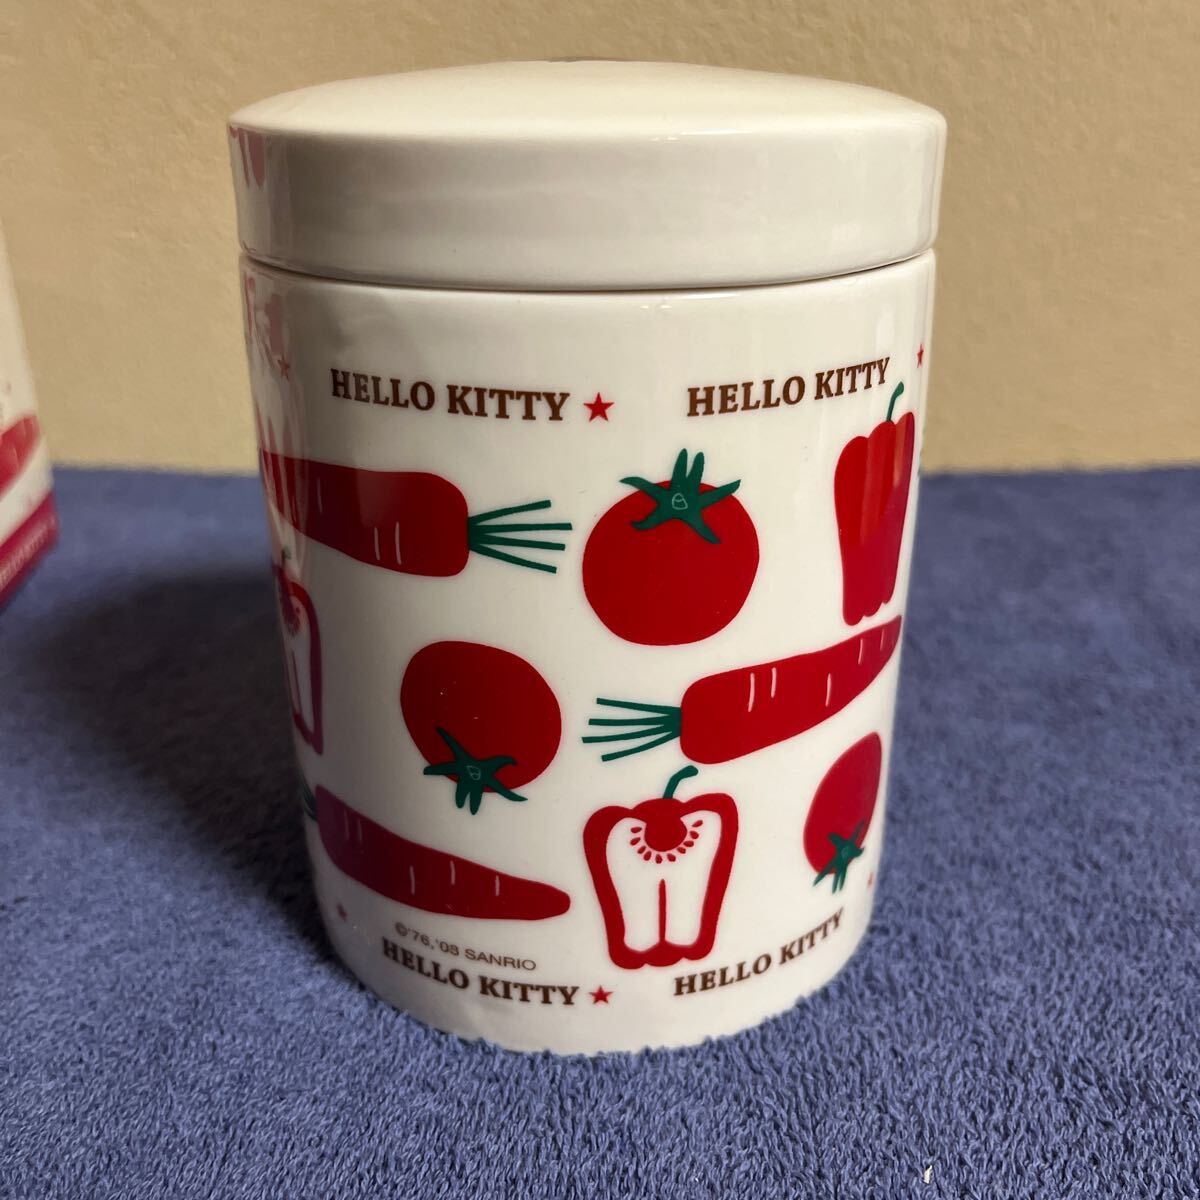 HELLO KITTY ★ HELLO KITTY ★
©'76,'08 SANRIO
HELLO KITTY ★ HELLO KITTY